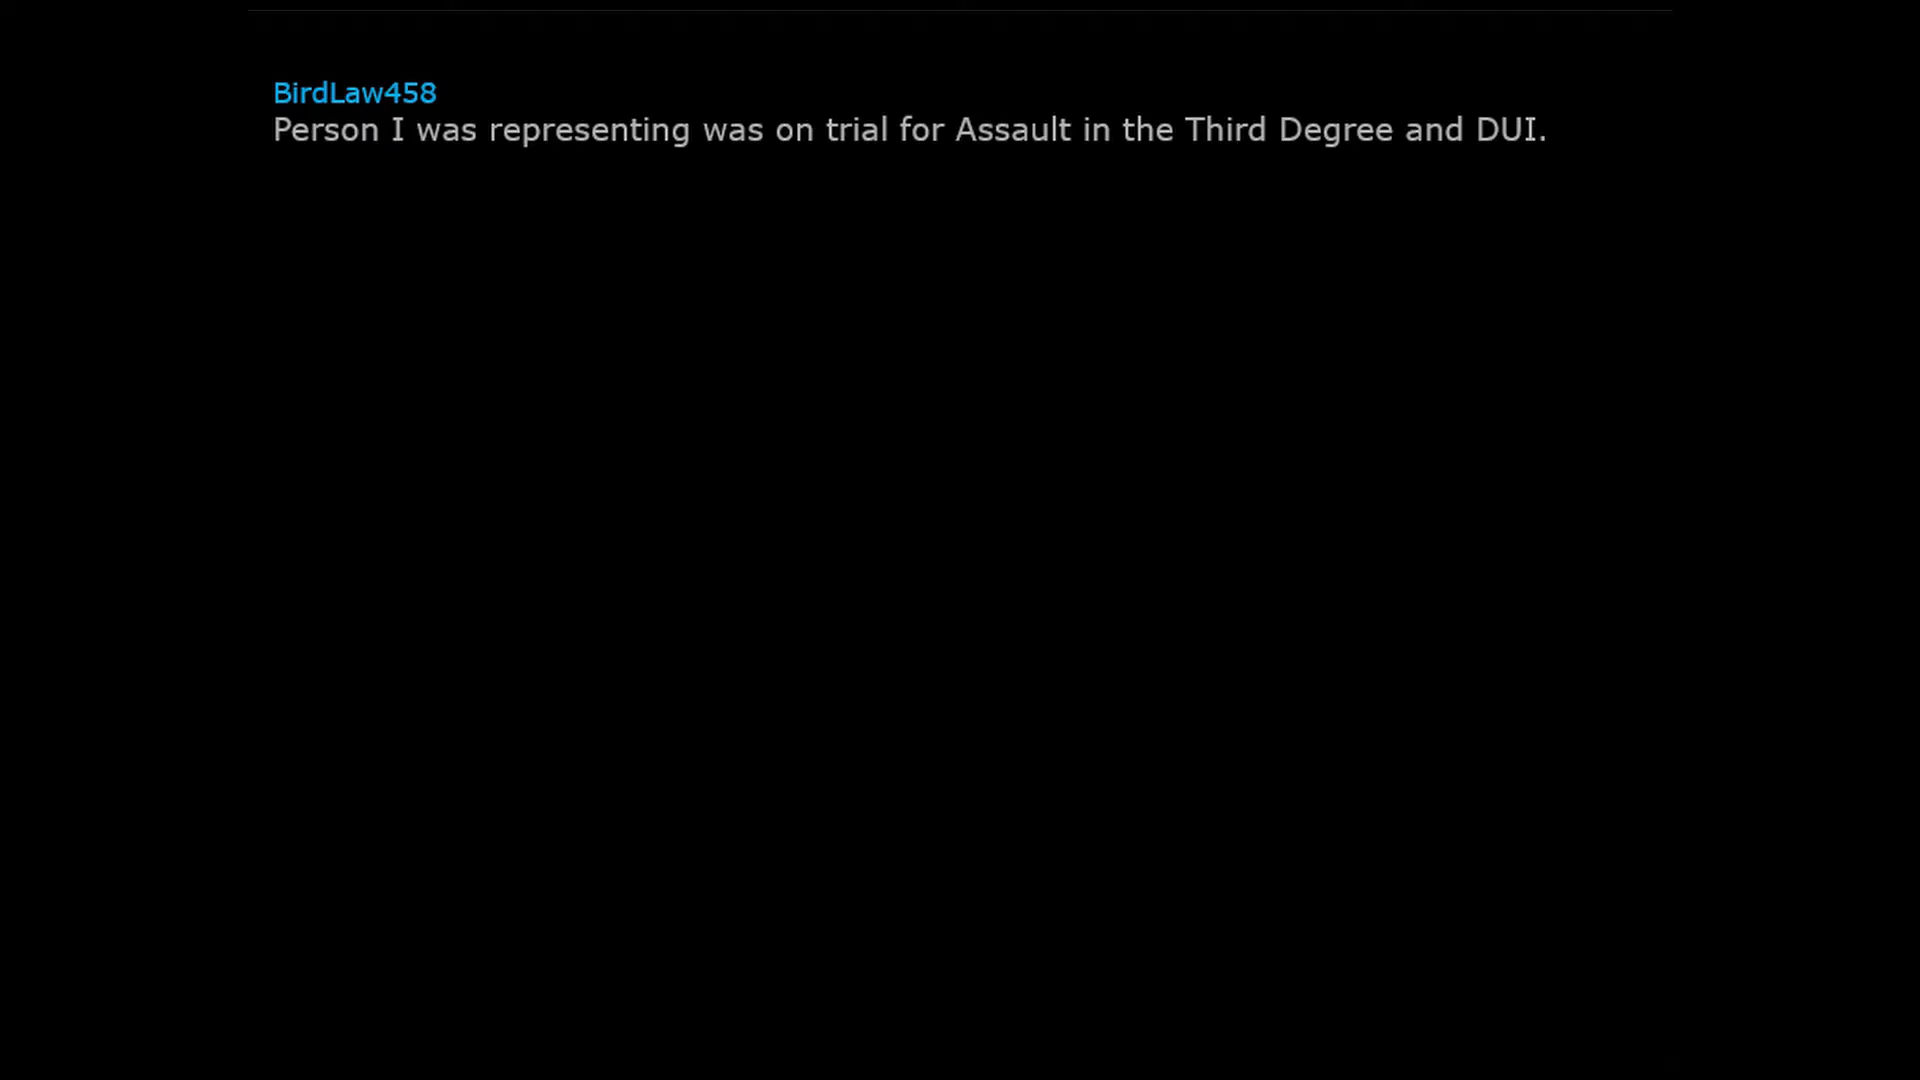 BirdLaw458
Person I was representing was on trial for Assault in the Third Degree and DUI.